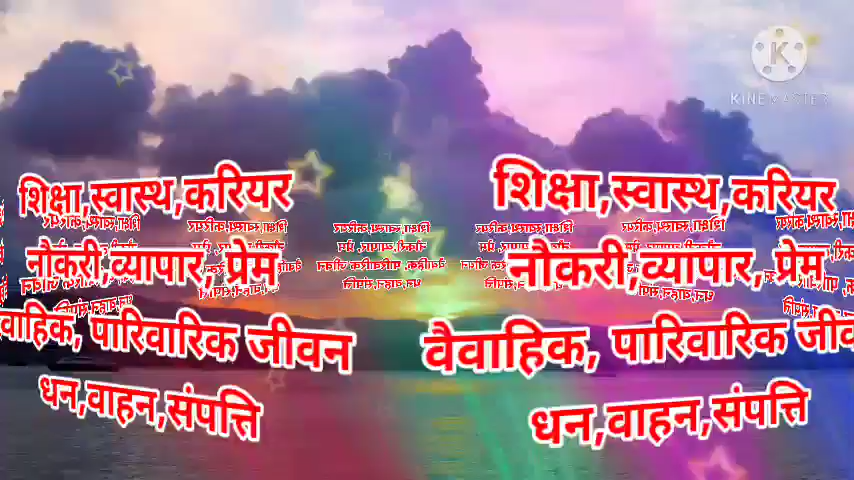 KINEMASTER
शिक्षा,स्वास्थ,करियर
नौकरी,व्यापार, प्रेम
वैवाहिक, पारिवारिक जीवन
धन,वाहन,संपत्ति
शिक्षा,स्वास्थ,करियर
नौकरी,व्यापार, प्रेम
वैवाहिक, पारिवारिक
धन,वाहन,संपत्ति